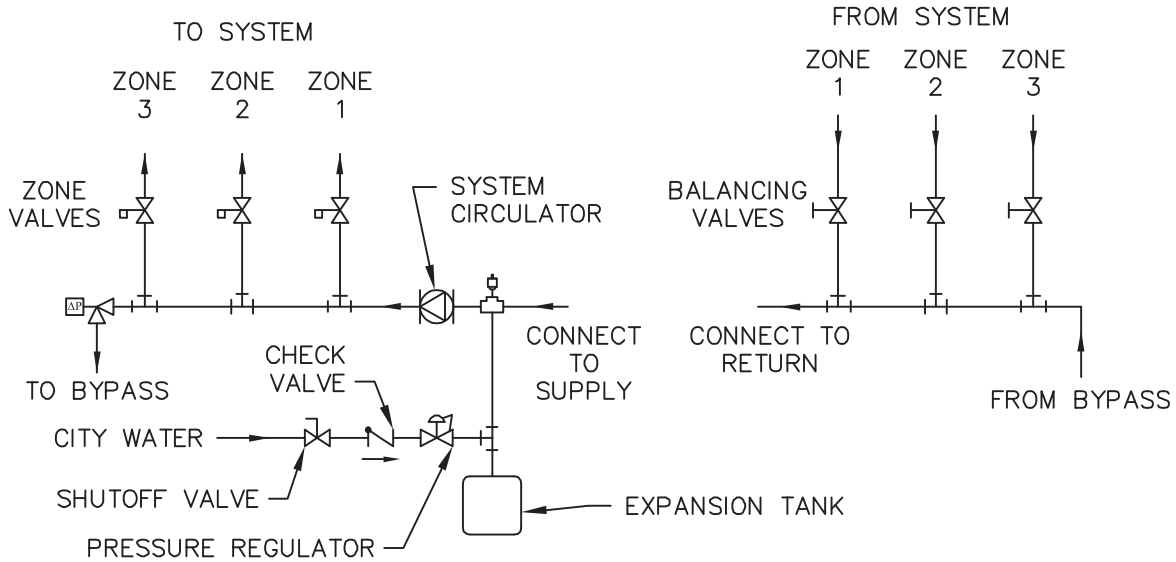 TO SYSTEM
ZONE
3
ZONE
2
ZONE
1
ZONE
VALVES
SYSTEM
CIRCULATOR
ΔP
TO BYPASS
CHECK
VALVE
CONNECT
TO
SUPPLY
CITY WATER
SHUTOFF VALVE
PRESSURE REGULATOR
EXPANSION TANK
FROM SYSTEM
ZONE
1
ZONE
2
ZONE
3
BALANCING
VALVES
CONNECT TO
RETURN
FROM BYPASS